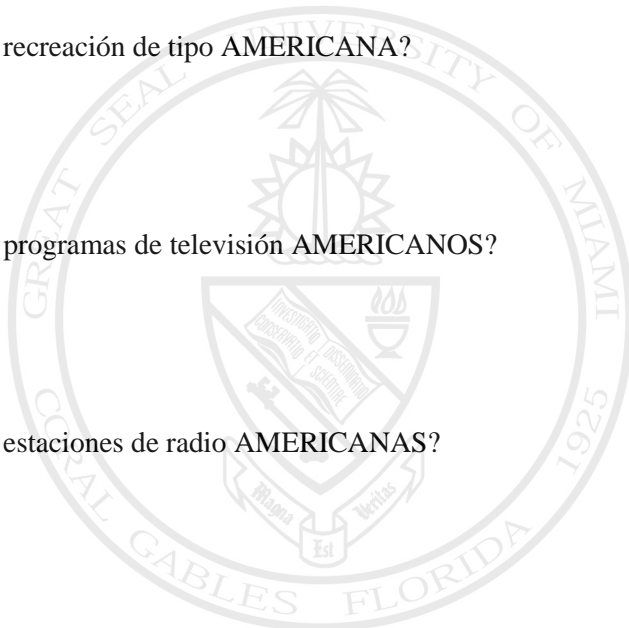 recreación de tipo AMERICANA?
programas de televisión AMERICANOS?
estaciones de radio AMERICANAS?
GREAT SEAL UNIVERSITY OF MIAMI
CORAL GABLES FLORIDA 1925
Magna Est Veritas